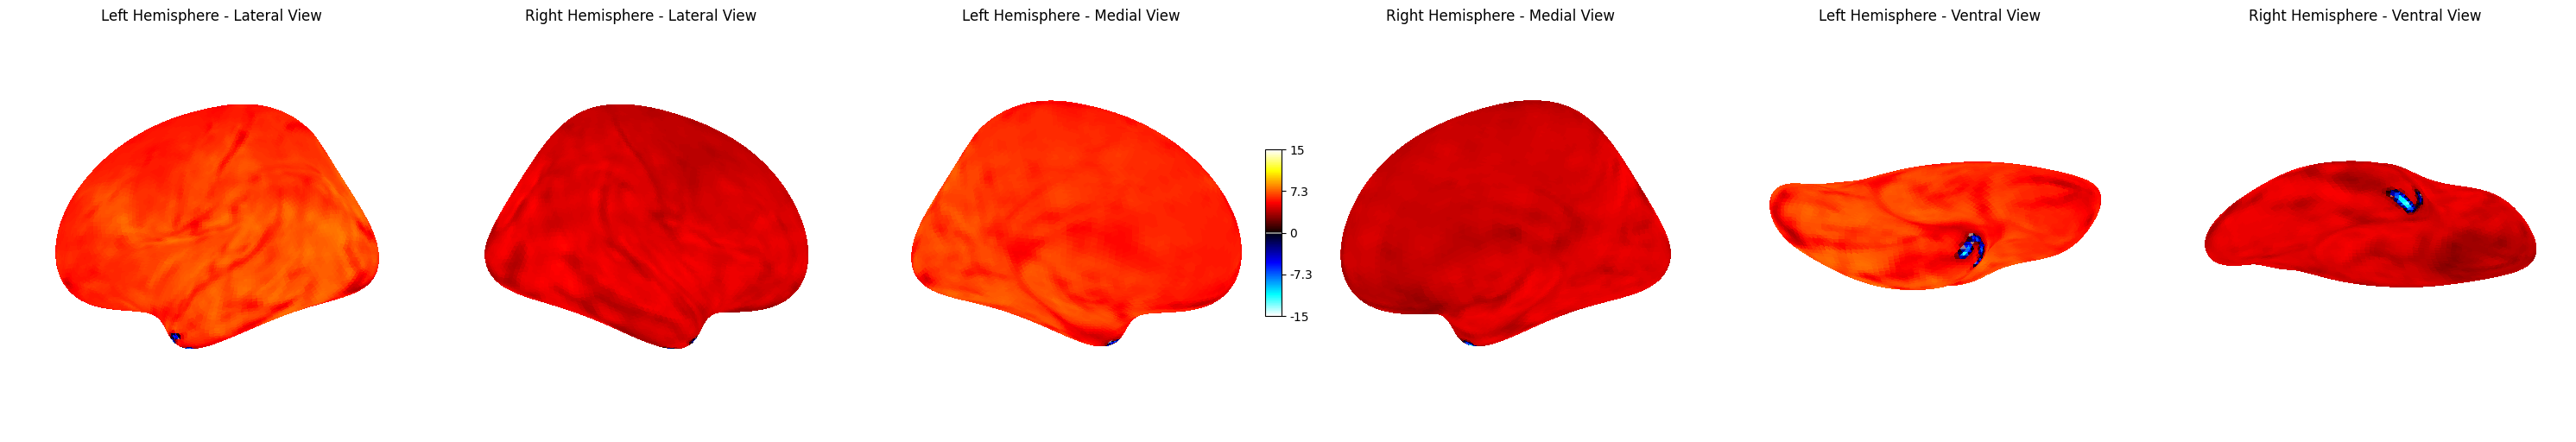 Left Hemisphere - Lateral View
Right Hemisphere - Lateral View
Left Hemisphere - Medial View
Right Hemisphere - Medial View
Left Hemisphere - Ventral View
Right Hemisphere - Ventral View
15
7.3
0
-7.3
-15